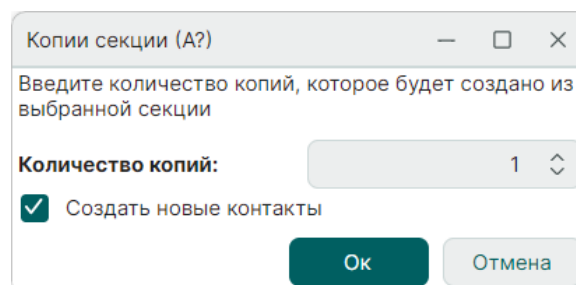 Копии секции (А?)
Введите количество копий, которое будет создано из
выбранной секции
Количество копий: 1
Создать новые контакты
Ок Отмена